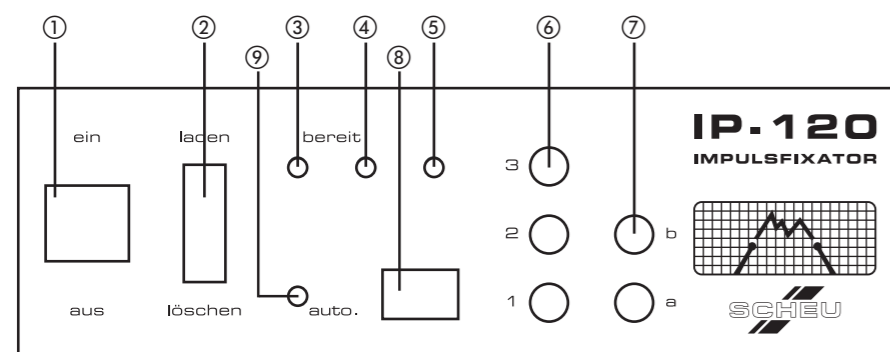 ① ② ③ ④ ⑤ ⑥ ⑦
⑨ ⑧
ein laden bereit
IP-120
IMPULSFIXATOR
3
2 b
1 a
aus löschen auto.
SCHEU